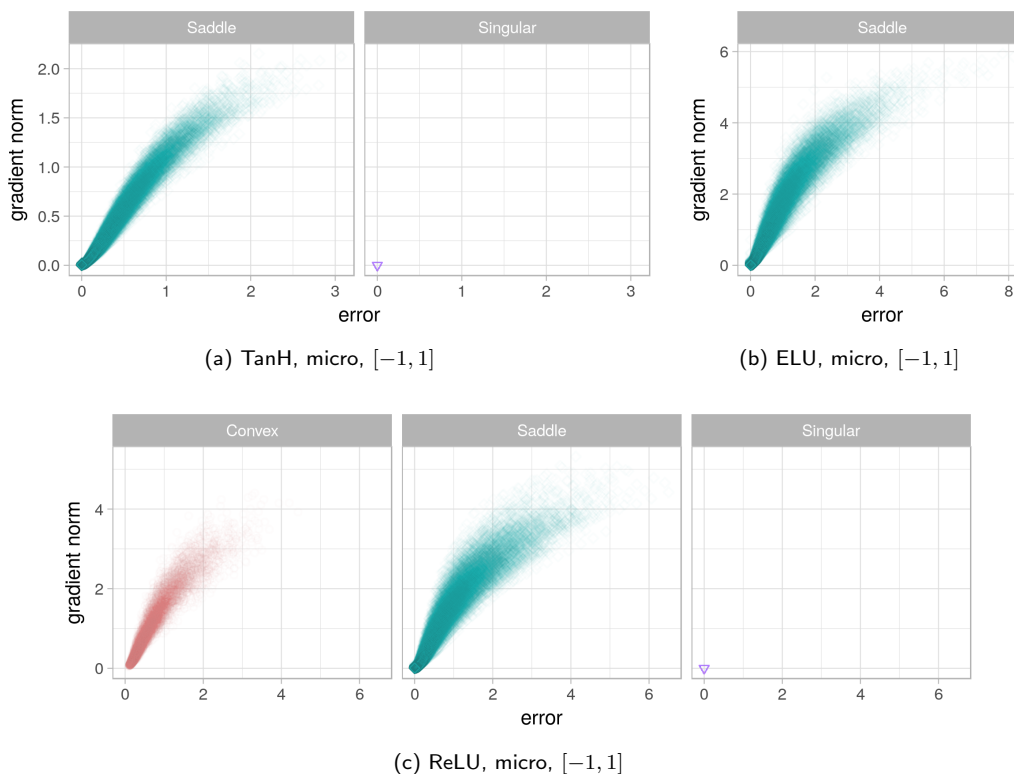 Saddle Singular
gradient norm
2.0
1.5
1.0
0.5
0.0
0 1 2 3 0 1 2 3
error
(a) TanH, micro, [−1, 1]
Saddle
gradient norm
6
4
2
0
0 2 4 6 8
error
(b) ELU, micro, [−1, 1]
Convex Saddle Singular
gradient norm
4
2
0
0 2 4 6 0 2 4 6 0 2 4 6
error
(c) ReLU, micro, [−1, 1]